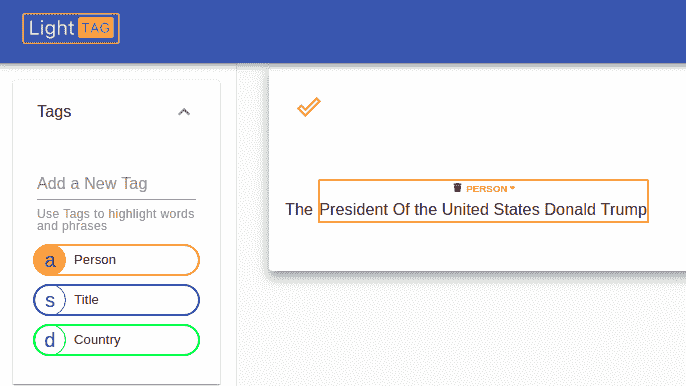 Light TAG
Tags
Add a New Tag
Use Tags to highlight words
and phrases
a Person
s Title
d Country
PERSON
The President Of the United States Donald Trump